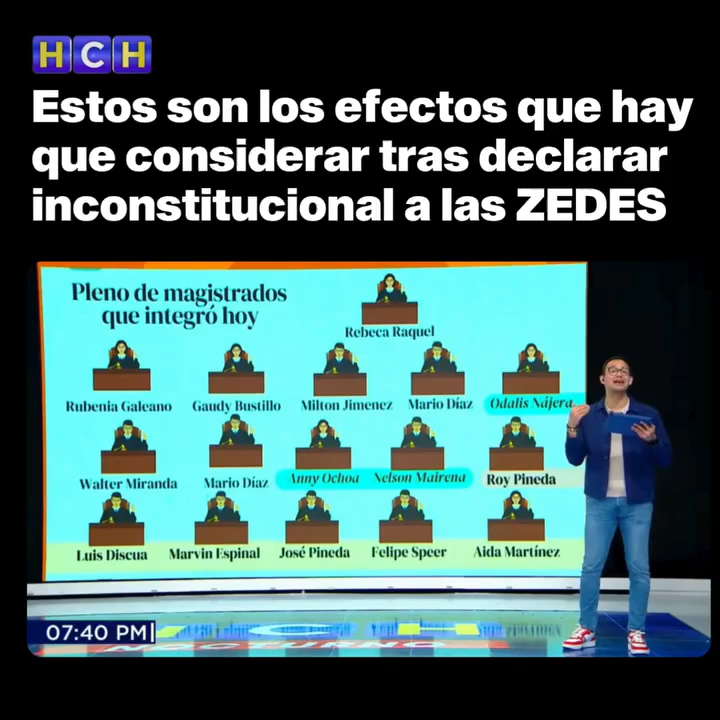 HCH
Estos son los efectos que hay
que considerar tras declarar
inconstitucional a las ZEDES
Pleno de magistrados
que integró hoy
Rebeca Raquel
Rubenia Galeano Gaudy Bustillo Milton Jimenez Mario Díaz Odalis Nájera
Walter Miranda Mario Díaz Anny Ochoa Nelson Mairena Roy Pineda
Luis Discua Marvin Espinal José Pineda Felipe Speer Aida Martínez
07:40 PM
HCH
NOCTURNO